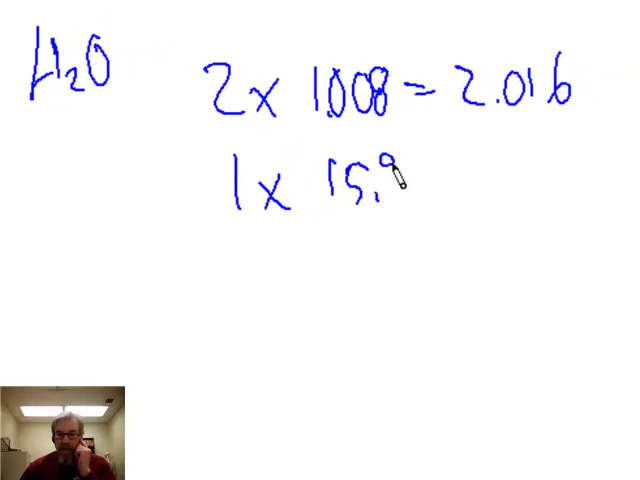 H₂O
2 x 1.008 = 2.016
1 x 15.9